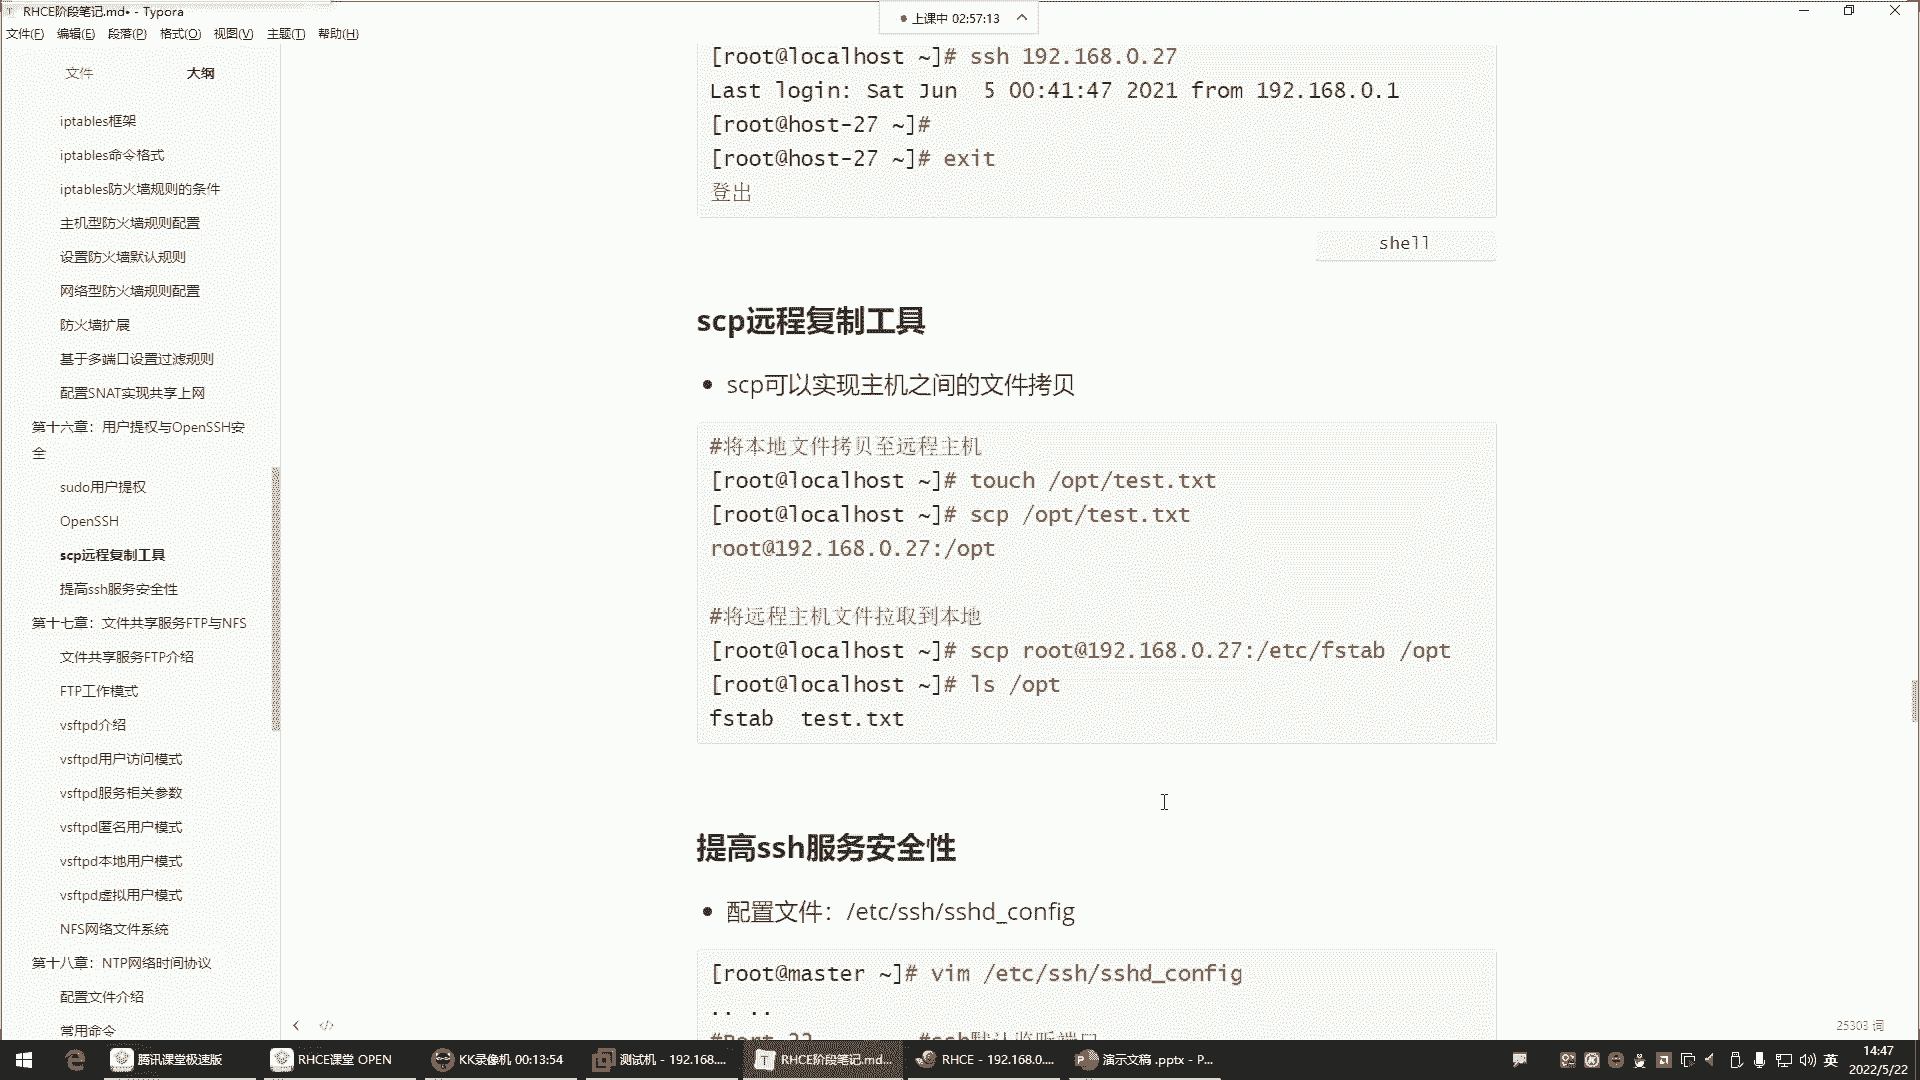 RHCE阶段笔记.md• - Typora
上课中 02:57:13
文件(F) 编辑(E) 段落(P) 格式(O) 视图(V) 主题(T) 帮助(H)
文件 大纲
iptables框架
iptables命令格式
iptables防火墙规则的条件
主机型防火墙规则配置
设置防火墙默认规则
网络型防火墙规则配置
防火墙扩展
基于多端口设置过滤规则
配置SNAT实现共享上网
第十六章：用户提权与OpenSSH安
全
sudo用户提权
OpenSSH
scp远程复制工具
提高ssh服务安全性
第十七章：文件共享服务FTP与NFS
文件共享服务FTP介绍
FTP工作模式
vsftpd介绍
vsftpd用户访问模式
vsftpd服务相关参数
vsftpd匿名用户模式
vsftpd本地用户模式
vsftpd虚拟用户模式
NFS网络文件系统
第十八章：NTP网络时间协议
配置文件介绍
常用命令
[root@localhost ~]# ssh 192.168.0.27
Last login: Sat Jun  5 00:41:47 2021 from 192.168.0.1
[root@host-27 ~]#
[root@host-27 ~]# exit
登出
shell
scp远程复制工具
• scp可以实现主机之间的文件拷贝
#将本地文件拷贝至远程主机
[root@localhost ~]# touch /opt/test.txt
[root@localhost ~]# scp /opt/test.txt
root@192.168.0.27:/opt
#将远程主机文件拉取到本地
[root@localhost ~]# scp root@192.168.0.27:/etc/fstab /opt
[root@localhost ~]# ls /opt
fstab  test.txt
提高ssh服务安全性
• 配置文件：/etc/ssh/sshd_config
[root@master ~]# vim /etc/ssh/sshd_config
.. ..
#Port 22 #ssh默认监听端口
25303 词
腾讯课堂极速版 RHCE课堂 OPEN KK录像机 00:13:54 测试机 - 192.168.... RHCE阶段笔记.md... RHCE - 192.168.0.... 演示文稿 .pptx - P...
英
14:47
2022/5/22